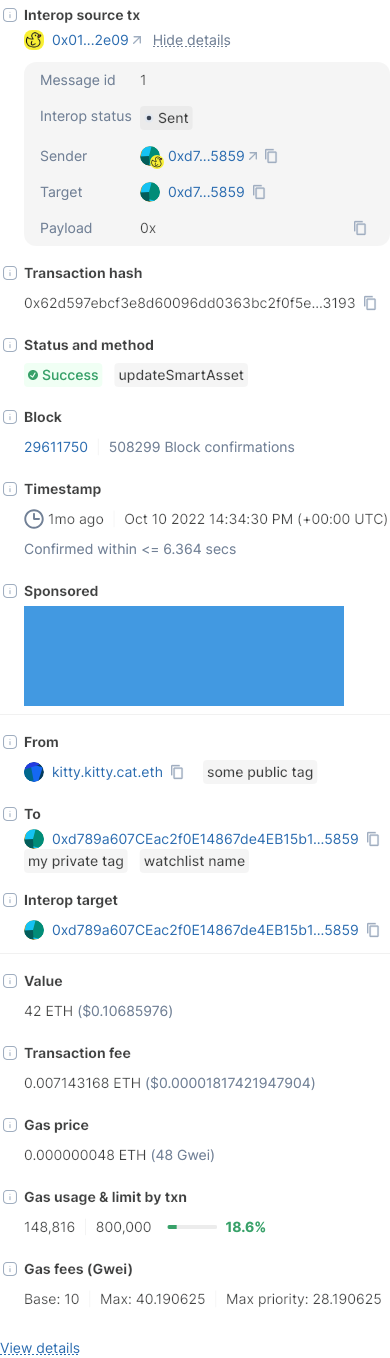 Interop source tx
0x01...2e09 Hide details
Message id 1
Interop status Sent
Sender 0xd7...5859
Target 0xd7...5859
Payload 0x
Transaction hash
0x62d597ebcf3e8d60096dd0363bc2f0f5e...3193
Status and method
Success updateSmartAsset
Block
29611750 508299 Block confirmations
Timestamp
1mo ago Oct 10 2022 14:34:30 PM (+00:00 UTC)
Confirmed within <= 6.364 secs
Sponsored
From
kitty.kitty.cat.eth some public tag
To
0xd789a607CEac2f0E14867de4EB15b1...5859
my private tag watchlist name
Interop target
0xd789a607CEac2f0E14867de4EB15b1...5859
Value
42 ETH ($0.10685976)
Transaction fee
0.007143168 ETH ($0.00001817421947904)
Gas price
0.000000048 ETH (48 Gwei)
Gas usage & limit by txn
148,816 800,000 18.6%
Gas fees (Gwei)
Base: 10 Max: 40.190625 Max priority: 28.190625
View details